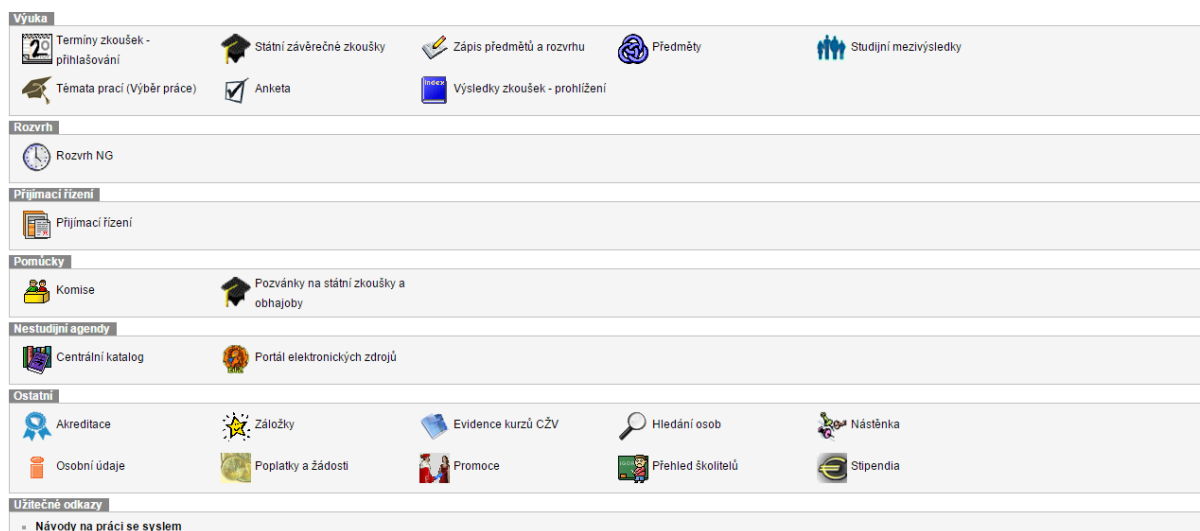 Výuka
Termíny zkoušek -
přihlašování
Státní závěrečné zkoušky
Zápis předmětů a rozvrhu
Předměty
Studijní mezivýsledky
Témata prací (Výběr práce)
Anketa
Index
Výsledky zkoušek - prohlížení
Rozvrh
Rozvrh NG
Přijímací řízení
Přijímací řízení
Pomůcky
Komise
Pozvánky na státní zkoušky a
obhajoby
Nestudijní agendy
Centrální katalog
Portál elektronických zdrojů
Ostatní
Akreditace
Záložky
Evidence kurzů CŽV
Hledání osob
Nástěnka
Osobní údaje
Poplatky a žádosti
Promoce
Přehled školitelů
Stipendia
Užitečné odkazy
Návody na práci se syslem